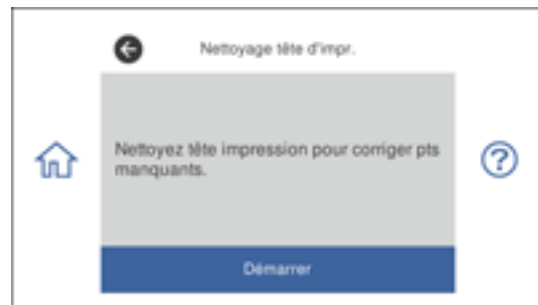 Nettoyage tête d'impr.
Nettoyez tête impression pour corriger pts
manquants.
Démarrer